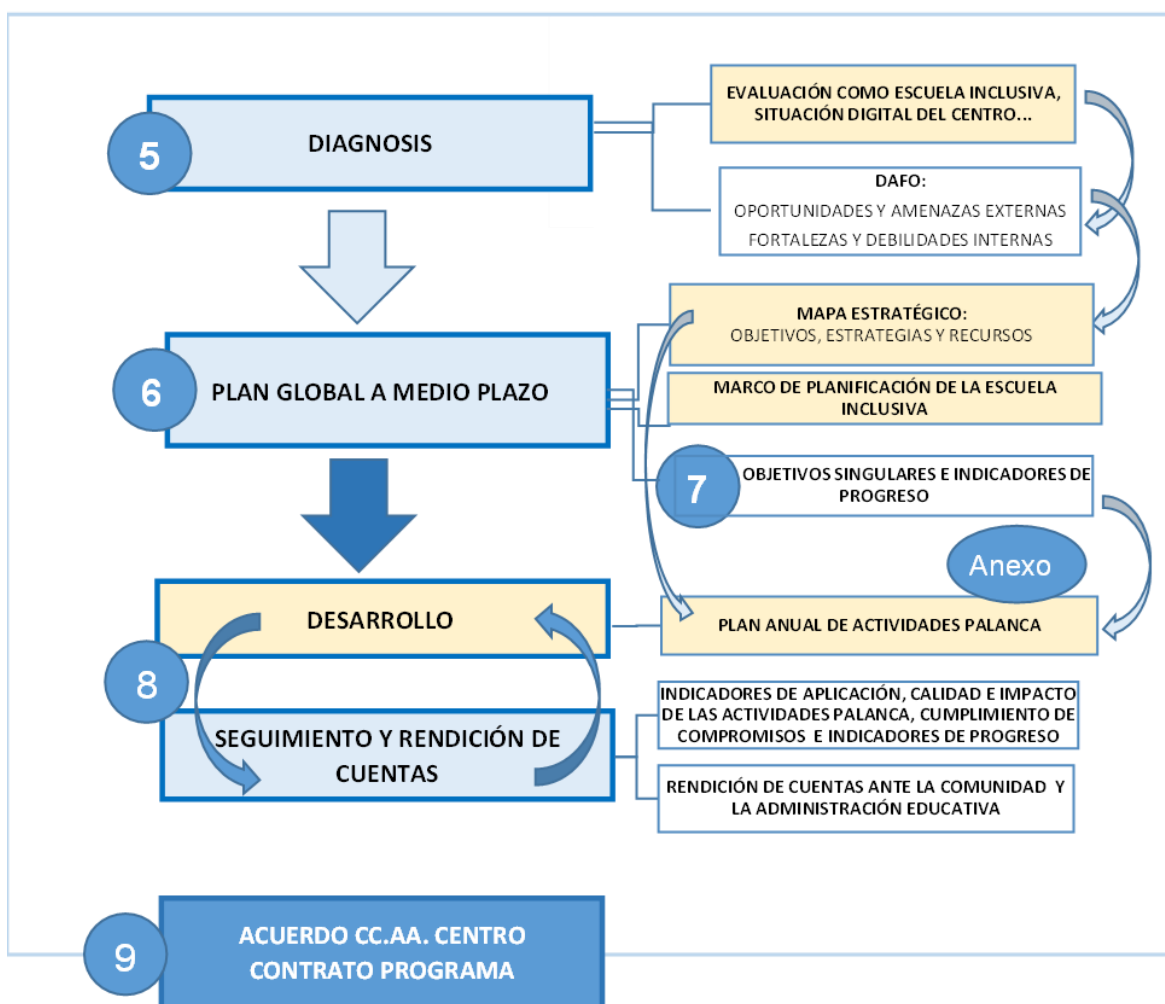 5
DIAGNOSIS
EVALUACIÓN COMO ESCUELA INCLUSIVA,
SITUACIÓN DIGITAL DEL CENTRO...
DAFO:
OPORTUNIDADES Y AMENAZAS EXTERNAS
FORTALEZAS Y DEBILIDADES INTERNAS
6
PLAN GLOBAL A MEDIO PLAZO
MAPA ESTRATÉGICO:
OBJETIVOS, ESTRATEGIAS Y RECURSOS
MARCO DE PLANIFICACIÓN DE LA ESCUELA
INCLUSIVA
7
OBJETIVOS SINGULARES E INDICADORES DE
PROGRESO
Anexo
DESARROLLO
PLAN ANUAL DE ACTIVIDADES PALANCA
8
SEGUIMIENTO Y RENDICIÓN DE
CUENTAS
INDICADORES DE APLICACIÓN, CALIDAD E IMPACTO
DE LAS ACTIVIDADES PALANCA, CUMPLIMIENTO DE
COMPROMISOS E INDICADORES DE PROGRESO
RENDICIÓN DE CUENTAS ANTE LA COMUNIDAD Y
LA ADMINISTRACIÓN EDUCATIVA
9
ACUERDO CC.AA. CENTRO
CONTRATO PROGRAMA